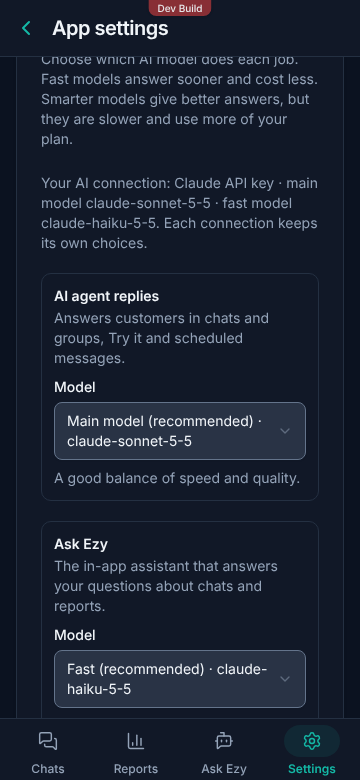 Dev Build
App settings
Choose which AI model does each job.
Fast models answer sooner and cost less.
Smarter models give better answers, but
they are slower and use more of your
plan.
Your AI connection: Claude API key · main
model claude-sonnet-5-5 · fast model
claude-haiku-5-5. Each connection keeps
its own choices.
AI agent replies
Answers customers in chats and
groups, Try it and scheduled
messages.
Model
Main model (recommended) ·
claude-sonnet-5-5
A good balance of speed and quality.
Ask Ezy
The in-app assistant that answers
your questions about chats and
reports.
Model
Fast (recommended) · claude-
haiku-5-5
Chats
Reports
Ask Ezy
Settings